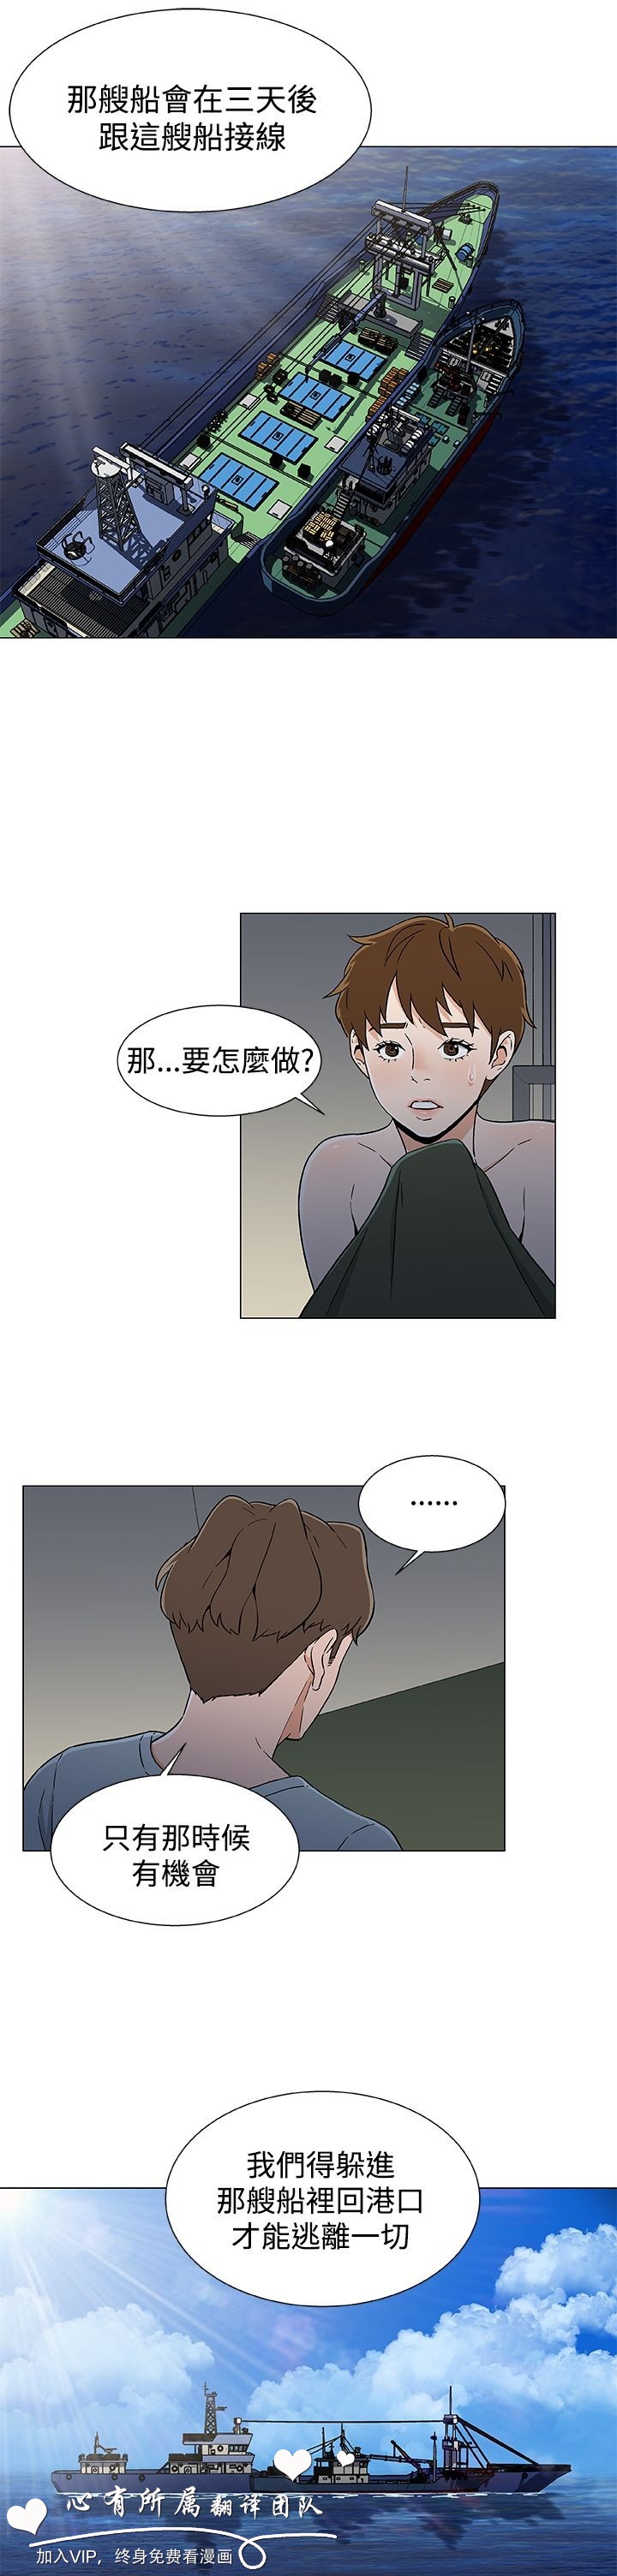 那艘船會在三天後
跟這艘船接線
那...要怎麼做?
······
只有那時候
有機會
我們得躲進
那艘船裡回港口
才能逃離一切
心有所属翻译团队
加入VIP，终身免费看漫画